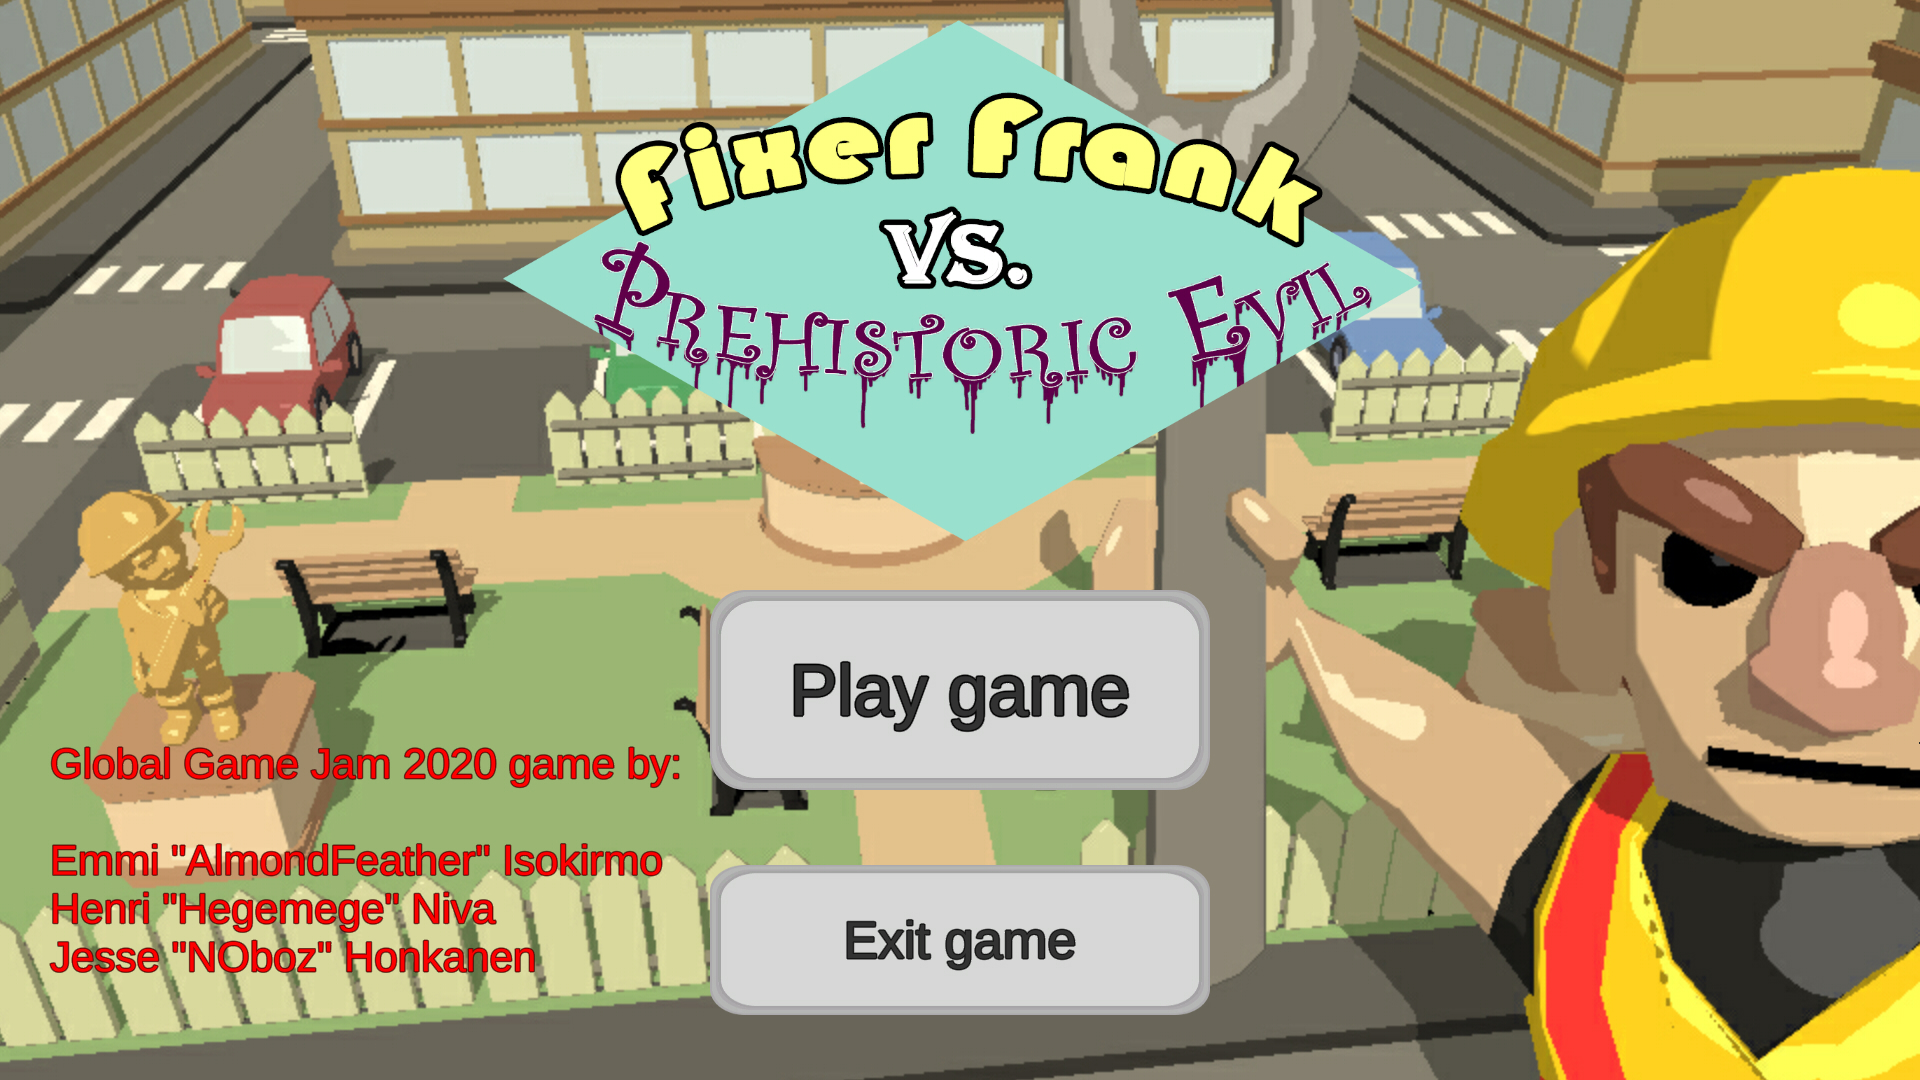 Fixer Frank
vs.
Prehistoric Evil
Play game
Global Game Jam 2020 game by:
Emmi "AlmondFeather" Isokirmo
Henri "Hegemege" Niva
Jesse "NOboz" Honkanen
Exit game